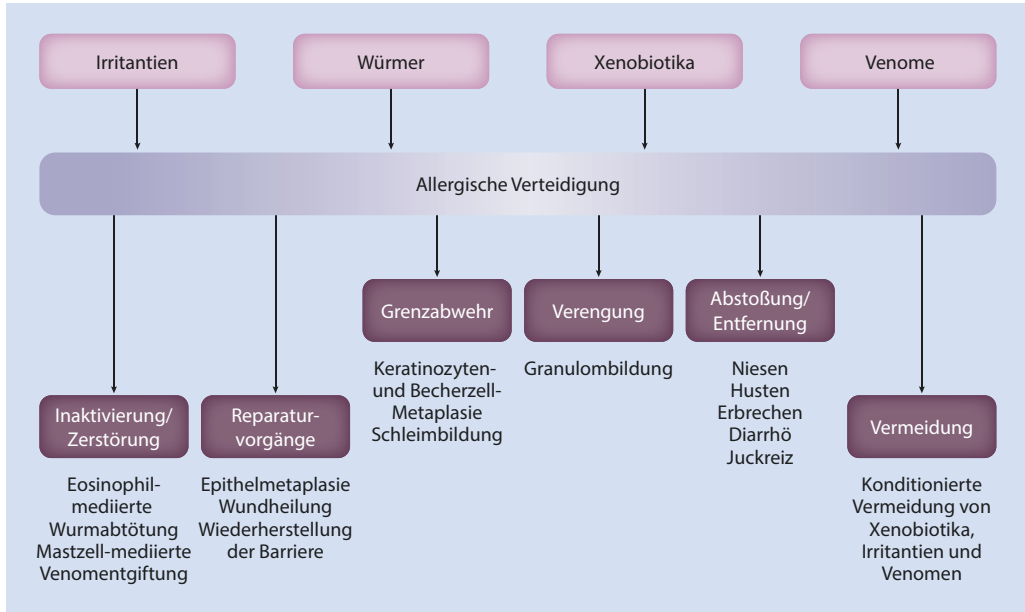 Irritantien
Würmer
Xenobiotika
Venome
Allergische Verteidigung
Inaktivierung/
Zerstörung
Eosinophil-
mediierte
Wurmabtötung
Mastzell-mediierte
Venomentgiftung
Reparatur-
vorgänge
Epithelmetaplasie
Wundheilung
Wiederherstellung
der Barriere
Grenzabwehr
Keratinozyten-
und Becherzell-
Metaplasie
Schleimbildung
Verengung
Granulombildung
Abstoßung/
Entfernung
Niesen
Husten
Erbrechen
Diarrhö
Juckreiz
Vermeidung
Konditionierte
Vermeidung von
Xenobiotika,
Irritantien und
Venomen